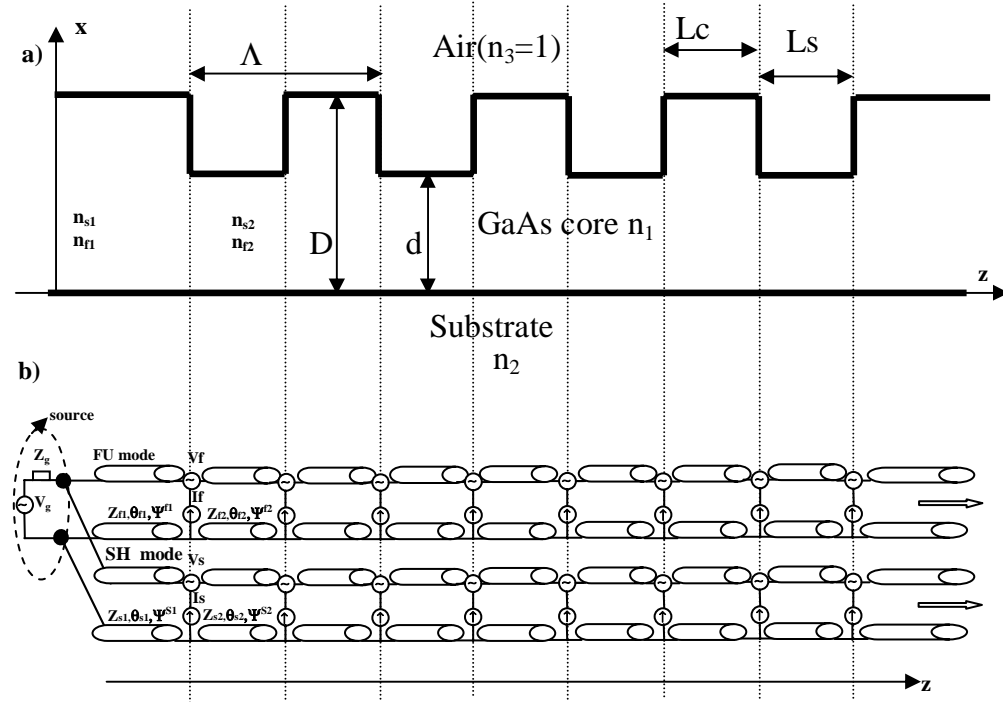 x
a)
Air(n3=1)
Lc
Ls
Λ
ns1
nf1
ns2
nf2
D
d
GaAs core n1
z
Substrate
n2
b)
source
Zg
Vg
FU mode
Vf
If
Zf1,θf1,Ψf1
Zf2,θf2,Ψf2
SH mode
Vs
Is
Zs1,θs1,ΨS1
Zs2,θs2,ΨS2
z